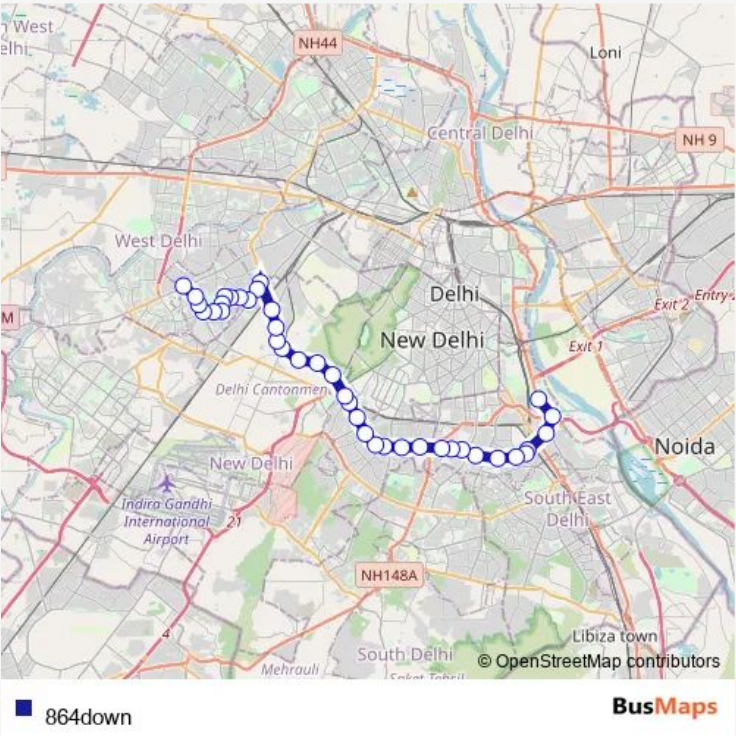 h West
elhi
NH44
Loni
Central Delhi
NH 9
West Delhi
Delhi
Exit 2
Entry
M
New Delhi
Exit 1
Delhi Cantonmen
New Delhi
Noida
Indira Gandhi
International
Airport
21
South East
Delhi
NH148A
4
Libiza town
South Delhi
Mehrauli
Saket Tehsil
© OpenStreetMap contributors
864down
BusMaps